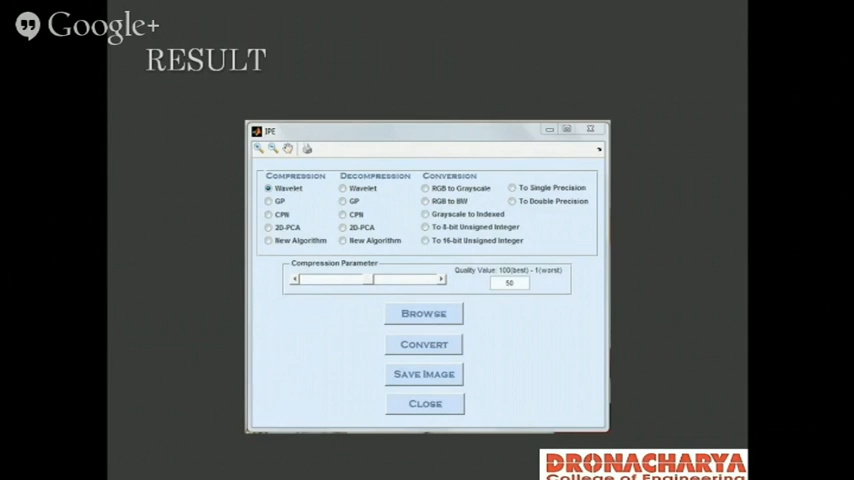 Google+
RESULT
IPE
COMPRESSION DECOMPRESSION CONVERSION
Wavelet Wavelet RGB to Grayscale To Single Precision
GP GP RGB to BW To Double Precision
CPN CPN Grayscale to Indexed
2D-PCA 2D-PCA To 8-bit Unsigned Integer
New Algorithm New Algorithm To 16-bit Unsigned Integer
Compression Parameter
Quality Value: 100(best) - 1(worst)
50
BROWSE
CONVERT
SAVE IMAGE
CLOSE
DRONACHARYA
College of Engineering